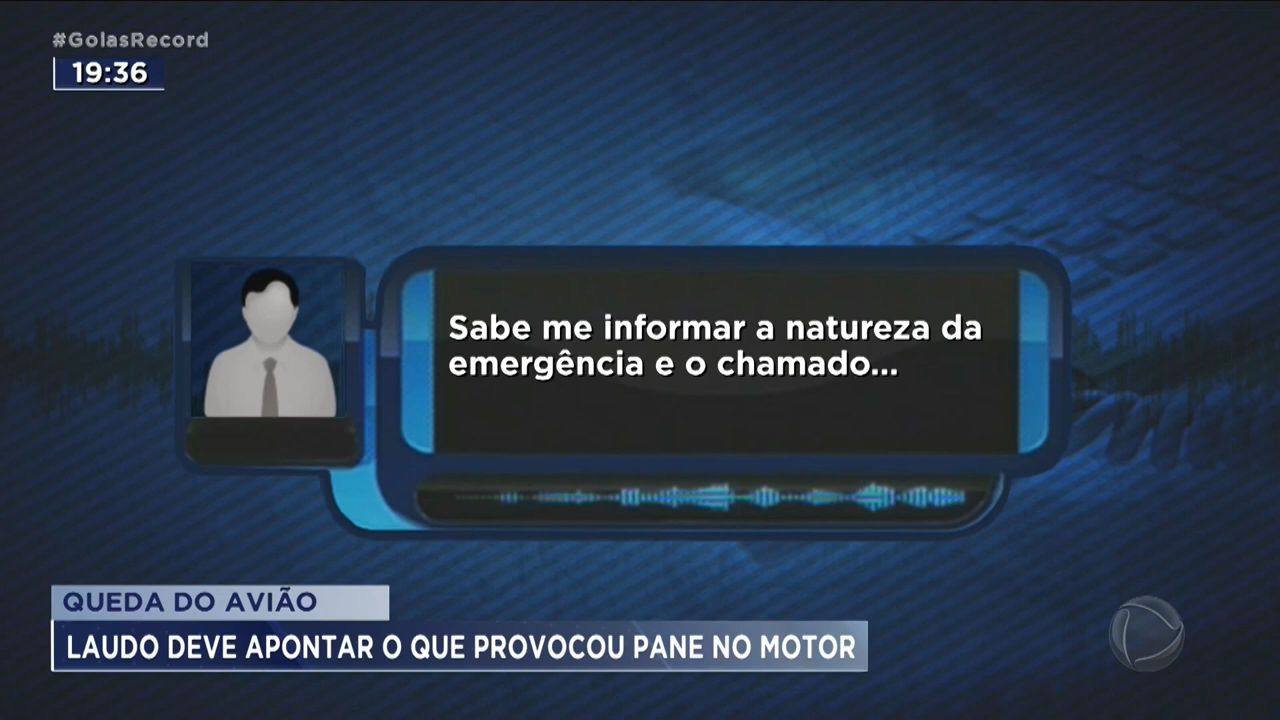 #GoiasRecord
19:36
Sabe me informar a natureza da
emergência e o chamado...
QUEDA DO AVIÃO
LAUDO DEVE APONTAR O QUE PROVOCOU PANE NO MOTOR